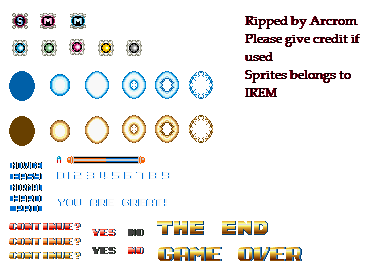 S M M
Ripped by Arcrom
Please give credit if
used
Sprites belongs to
IREM
NOVICE
EASY
NORMAL
HARD
PRO
YOU ARE GREAT!
CONTINUE? YES NO
CONTINUE?
CONTINUE? YES NO
THE END
GAME OVER